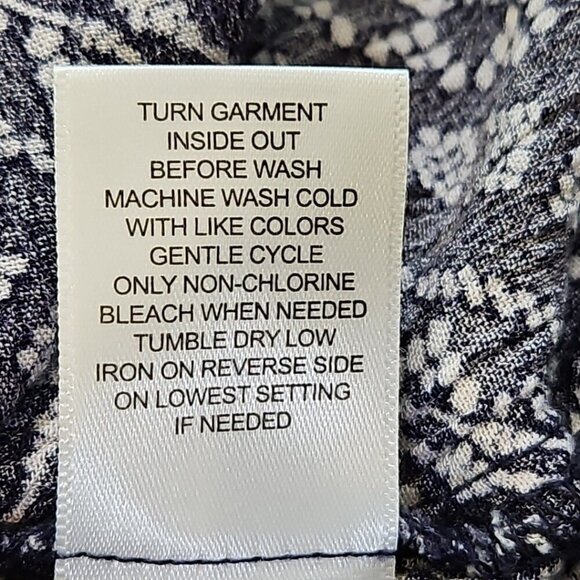 TURN GARMENT
INSIDE OUT
BEFORE WASH
MACHINE WASH COLD
WITH LIKE COLORS
GENTLE CYCLE
ONLY NON-CHLORINE
BLEACH WHEN NEEDED
TUMBLE DRY LOW
IRON ON REVERSE SIDE
ON LOWEST SETTING
IF NEEDED